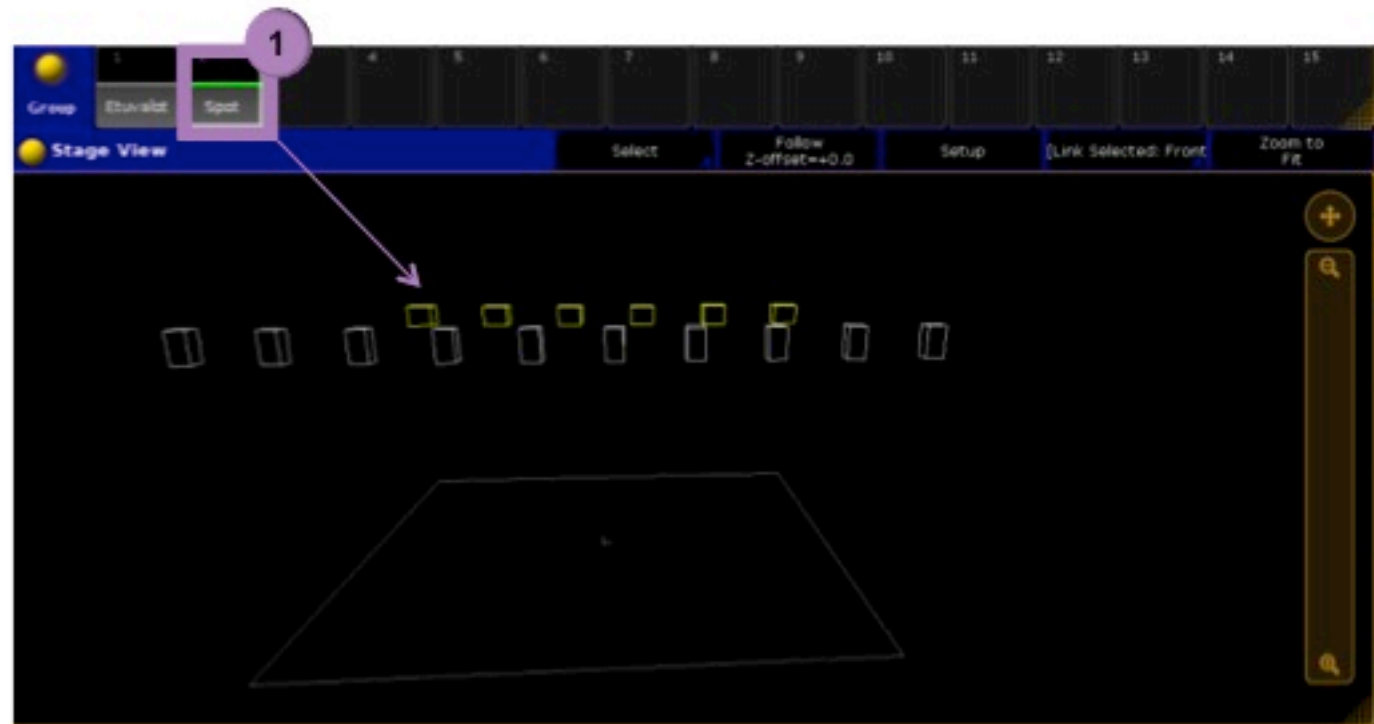 1
1 4 5 6 7 8 9 10 11 12 13 14 15
Group Etuvalot Spot
Stage View Select Follow Z-offset=+0.0 Setup [Link Selected: Front Zoom to Fit